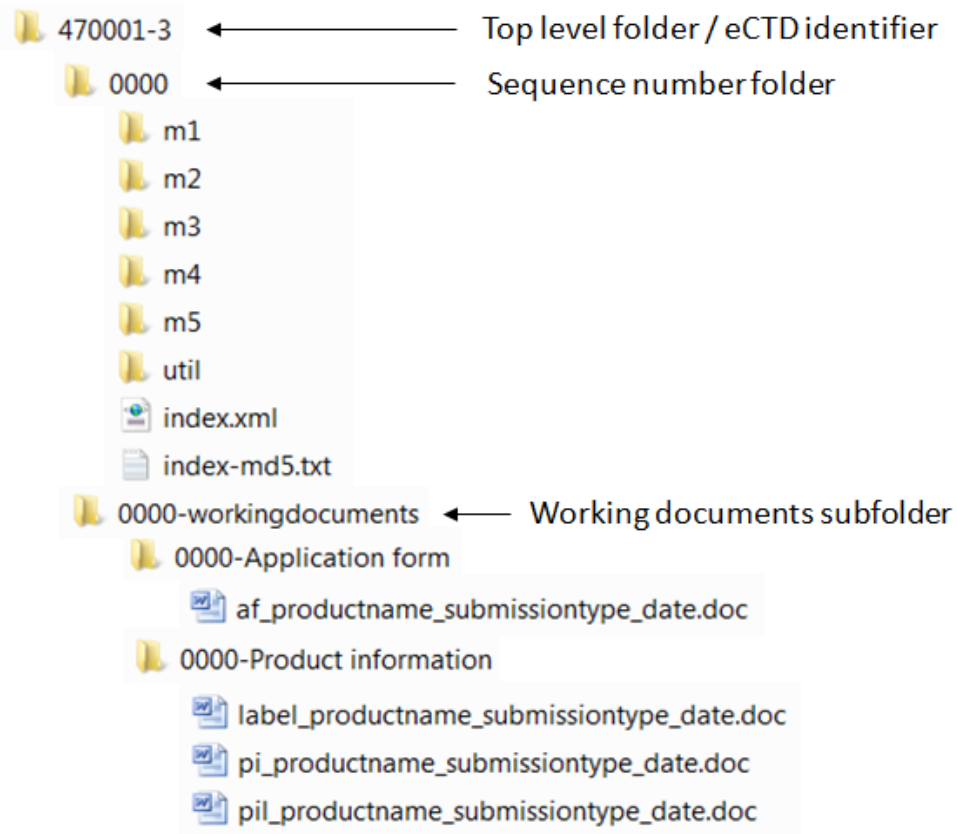 470001-3 Top level folder / eCTD identifier
0000 Sequence number folder
m1
m2
m3
m4
m5
util
index.xml
index-md5.txt
0000-workingdocuments Working documents subfolder
0000-Application form
af_productname_submissiontype_date.doc
0000-Product information
label_productname_submissiontype_date.doc
pi_productname_submissiontype_date.doc
pil_productname_submissiontype_date.doc